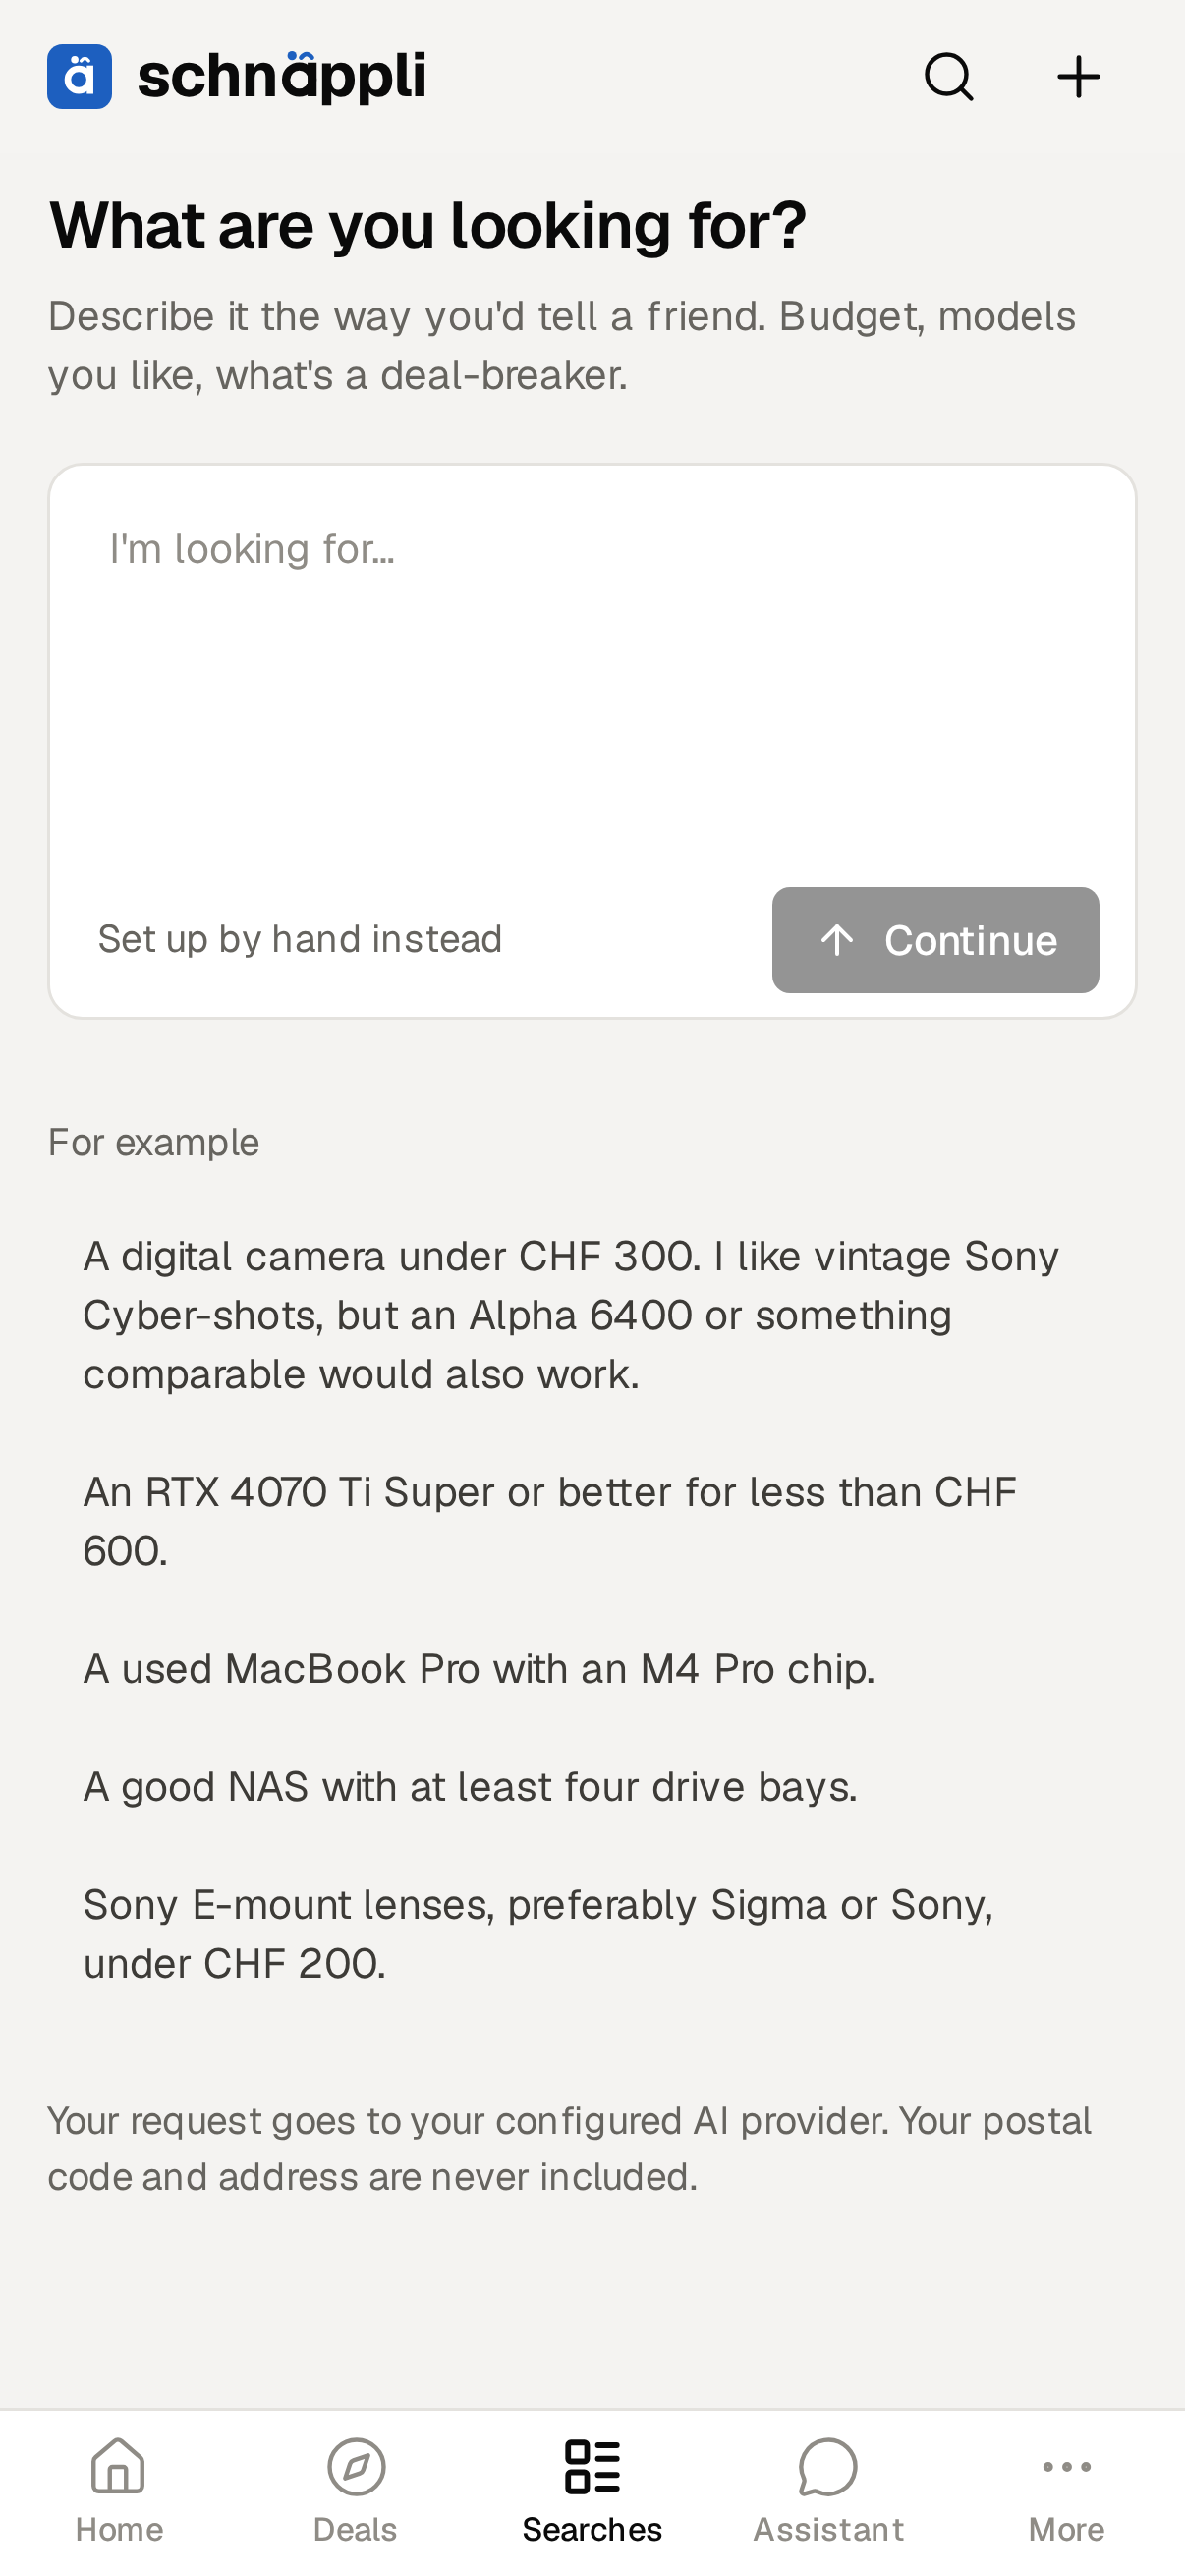 ä schnäppli
What are you looking for?
Describe it the way you'd tell a friend. Budget, models
you like, what's a deal-breaker.
I'm looking for...
Set up by hand instead
Continue
For example
A digital camera under CHF 300. I like vintage Sony
Cyber-shots, but an Alpha 6400 or something
comparable would also work.
An RTX 4070 Ti Super or better for less than CHF
600.
A used MacBook Pro with an M4 Pro chip.
A good NAS with at least four drive bays.
Sony E-mount lenses, preferably Sigma or Sony,
under CHF 200.
Your request goes to your configured AI provider. Your postal
code and address are never included.
Home Deals Searches Assistant More